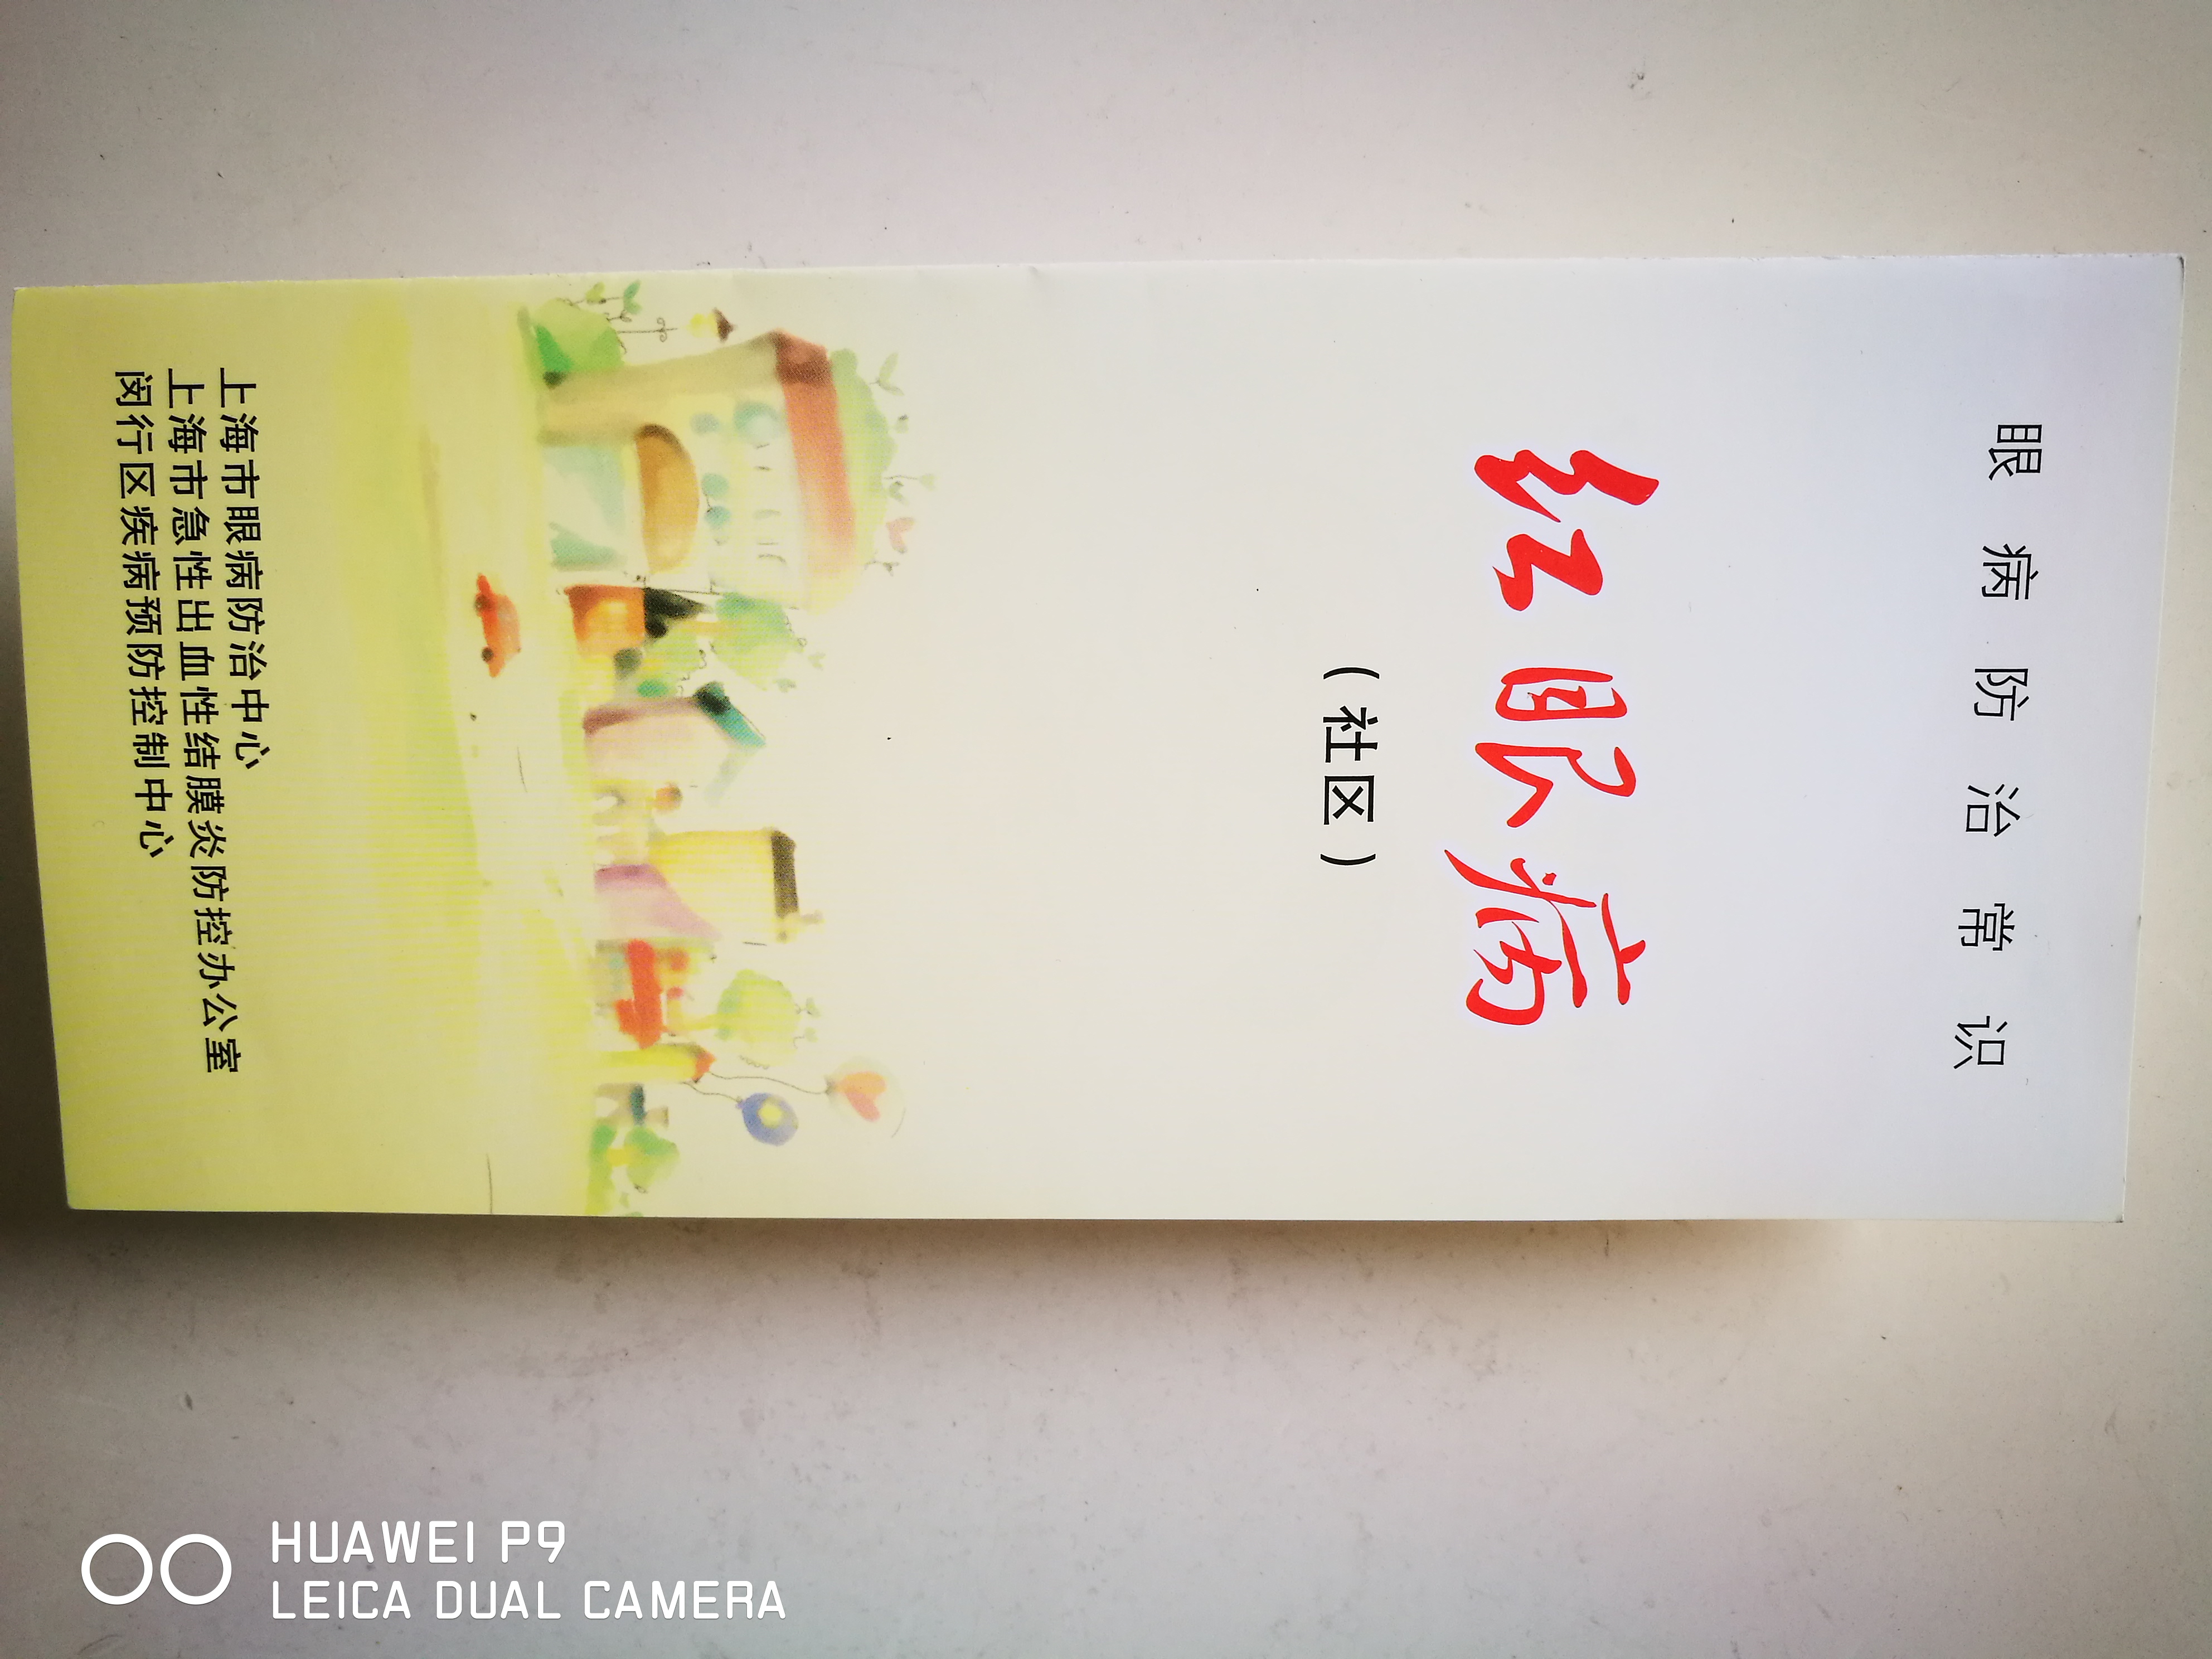 眼病防治常识
红眼病
（社区）
上海市眼病防治中心
上海市急性出血性结膜炎防控办公室
闵行区疾病预防控制中心
HUAWEI P9
LEICA DUAL CAMERA